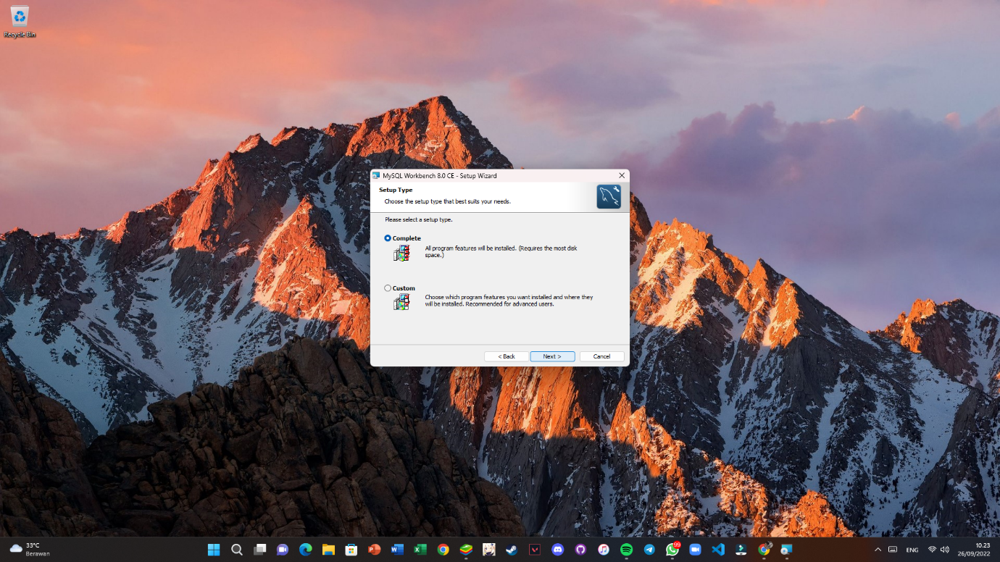 Recycle Bin
MySQL Workbench 8.0 CE - Setup Wizard
Setup Type
Choose the setup type that best suits your needs.
Please select a setup type.
Complete
All program features will be installed. (Requires the most disk
space.)
Custom
Choose which program features you want installed and where they
will be installed. Recommended for advanced users.
< Back
Next >
Cancel
33°C
Berawan
99
ENG
10.23
26/09/2022